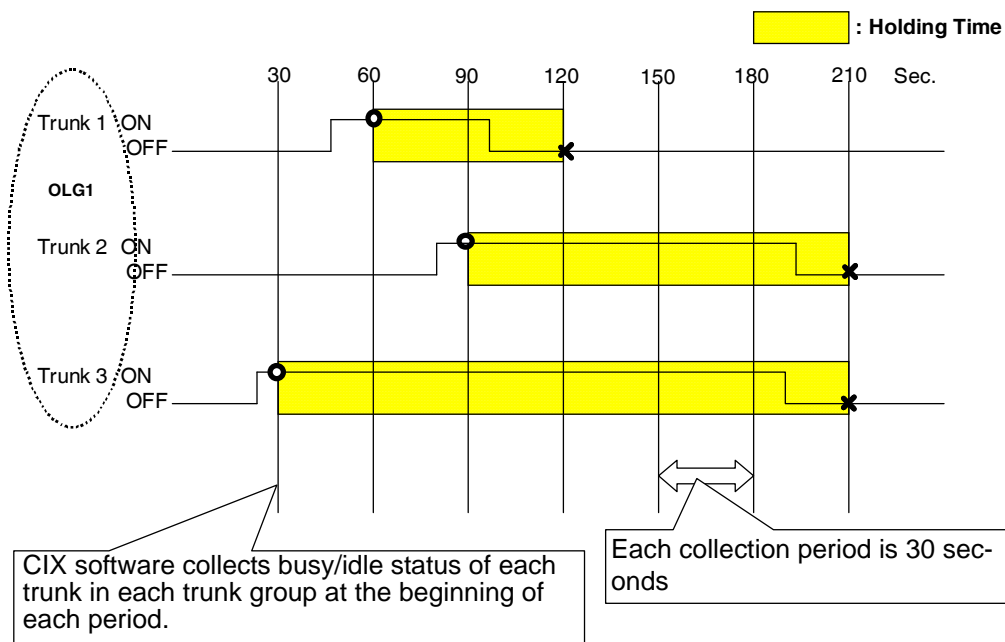 : Holding Time
30 60 90 120 150 180 210 Sec.
Trunk 1 ON
OFF
OLG1
Trunk 2 ON
OFF
Trunk 3 ON
OFF
CIX software collects busy/idle status of each
trunk in each trunk group at the beginning of
each period.
Each collection period is 30 sec-
onds